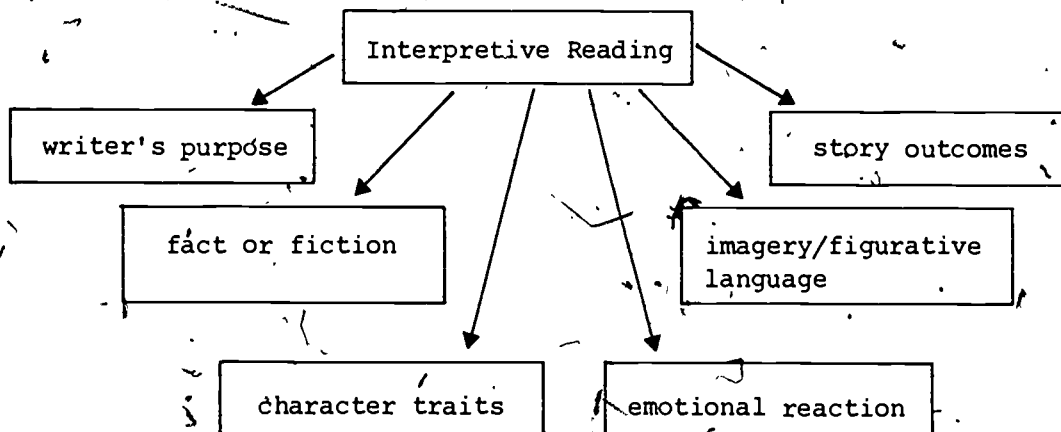 Interpretive Reading
writer's purpose
story outcomes
fact or fiction
imagery/figurative
language
character traits
emotional reaction